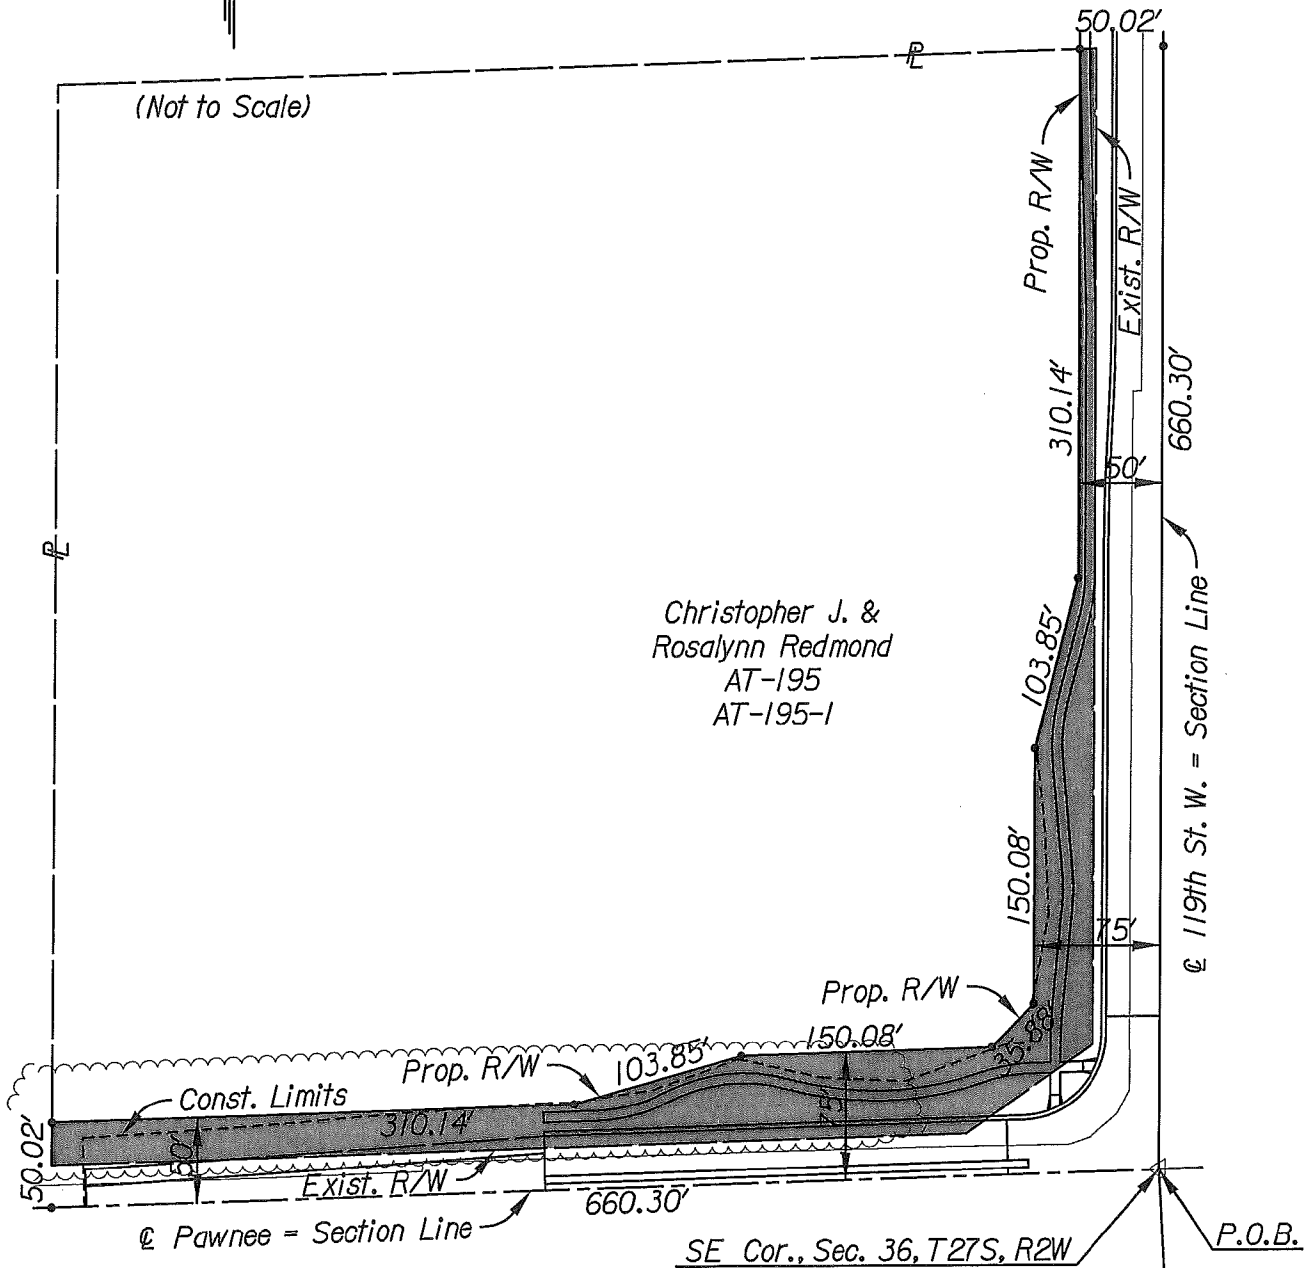 50.02'
℄
(Not to Scale)
Prop. R/W
Exist. R/W
310.14'
660.30'
50'
℄
Christopher J. &
Rosalynn Redmond
AT-195
AT-195-1
103.85'
℄ 119th St. W. = Section Line
150.08'
75'
Prop. R/W
35.88'
150.08'
103.85'
Prop. R/W
75'
Const. Limits
310.14'
50'
50.02'
Exist. R/W
660.30'
℄ Pawnee = Section Line
SE Cor., Sec. 36, T27S, R2W
P.O.B.